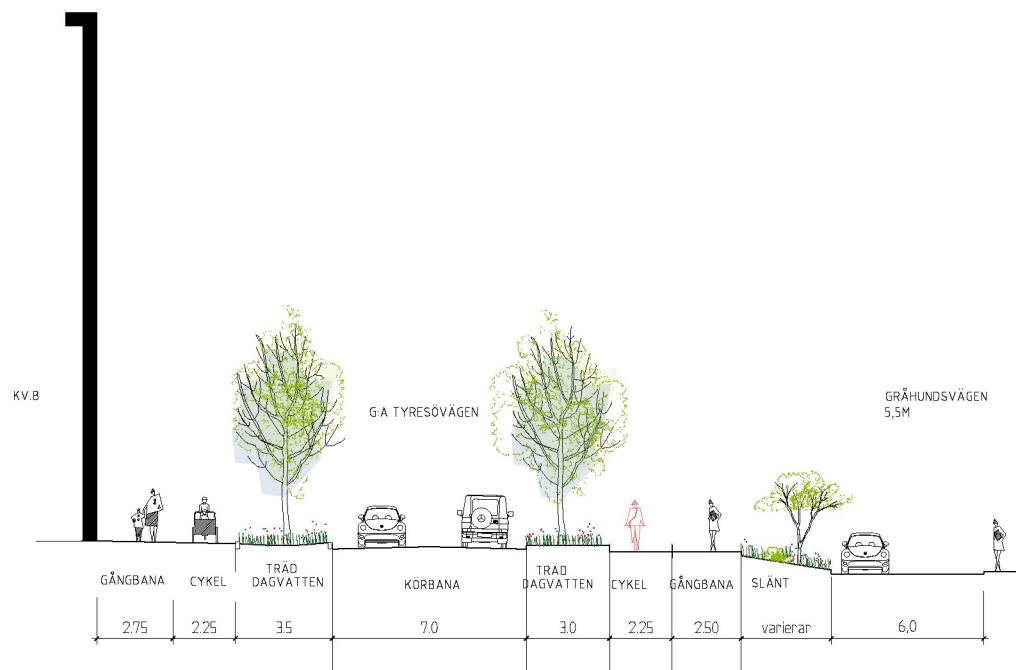 KV.B
G:A TYRESÖVÄGEN
GRÅHUNDSVÄGEN
5,5M
GÅNGBANA
CYKEL
TRÄD
DAGVATTEN
KÖRBANA
TRÄD
DAGVATTEN
CYKEL
GÅNGBANA
SLÄNT
2.75
2.25
3.5
7.0
3.0
2.25
2.50
varierar
6,0